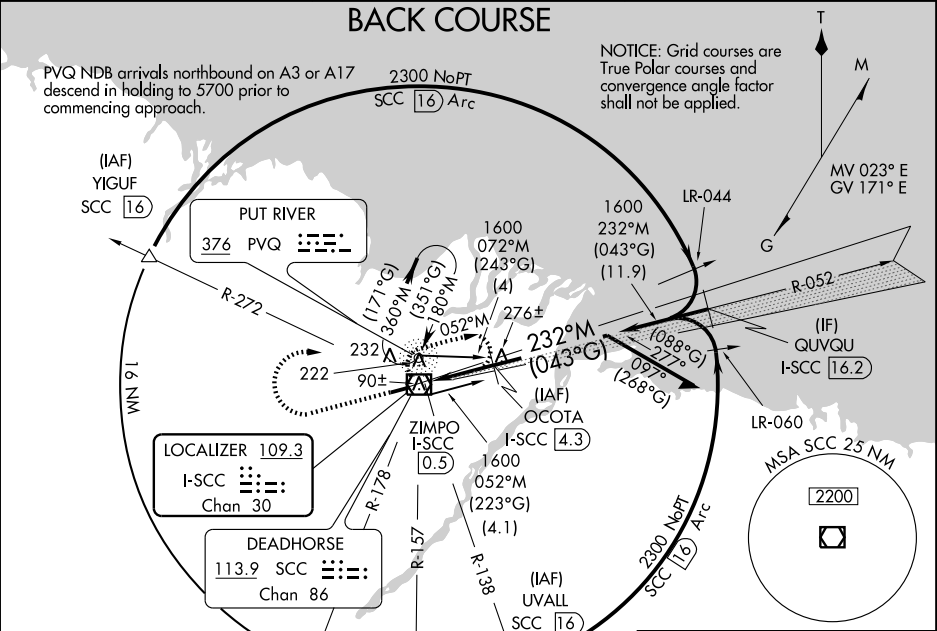 BACK COURSE
PVQ NDB arrivals northbound on A3 or A17
descend in holding to 5700 prior to
commencing approach.
2300 NoPT
SCC 16 Arc
NOTICE: Grid courses are
True Polar courses and
convergence angle factor
shall not be applied.
T
M
MV 023° E
GV 171° E
G
(IAF)
YIGUF
SCC 16
PUT RIVER
376 PVQ
1600
072°M
(243°G)
(4)
1600
232°M
(043°G)
(11.9)
LR-044
R-052
R-272
(171°G)
360°M
(351°G)
180°M
052°M
276±
232°M
(043°G)
(088°G)
277°
097°
(268°G)
(IF)
QUVQU
I-SCC 16.2
232
222
90±
16 NM
(IAF)
OCOTA
I-SCC 4.3
LR-060
ZIMPO
I-SCC
0.5
1600
052°M
(223°G)
(4.1)
LOCALIZER 109.3
I-SCC
Chan 30
R-178
R-157
R-138
DEADHORSE
113.9 SCC
Chan 86
(IAF)
UVALL
SCC 16
2300 NoPT
SCC 16 Arc
MSA SCC 25 NM
2200